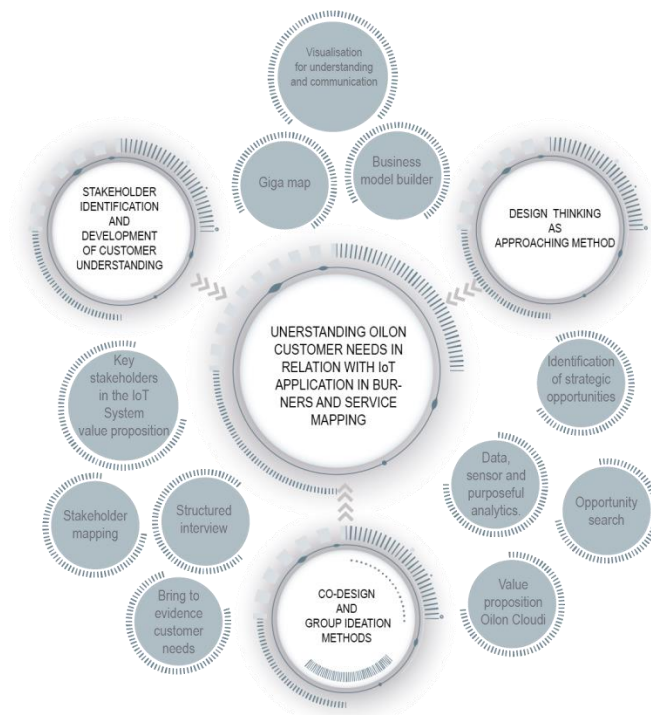 Visualisation
for understanding
and communication
Giga map
Business
model builder
STAKEHOLDER
IDENTIFICATION
AND
DEVELOPMENT
OF CUSTOMER
UNDERSTANDING
DESIGN THINKING
AS
APPROACHING METHOD
UNERSTANDING OILON
CUSTOMER NEEDS IN
RELATION WITH IoT
APPLICATION IN BUR-
NERS AND SERVICE
MAPPING
Key
stakeholders
in the IoT
System
value proposition
Identification
of strategic
opportunities
Stakeholder
mapping
Structured
interview
Data,
sensor and
purposeful
analytics.
Opportunity
search
Bring to
evidence
customer
needs
CO-DESIGN
AND
GROUP IDEATION
METHODS
Value
proposition
Oilon Cloudi